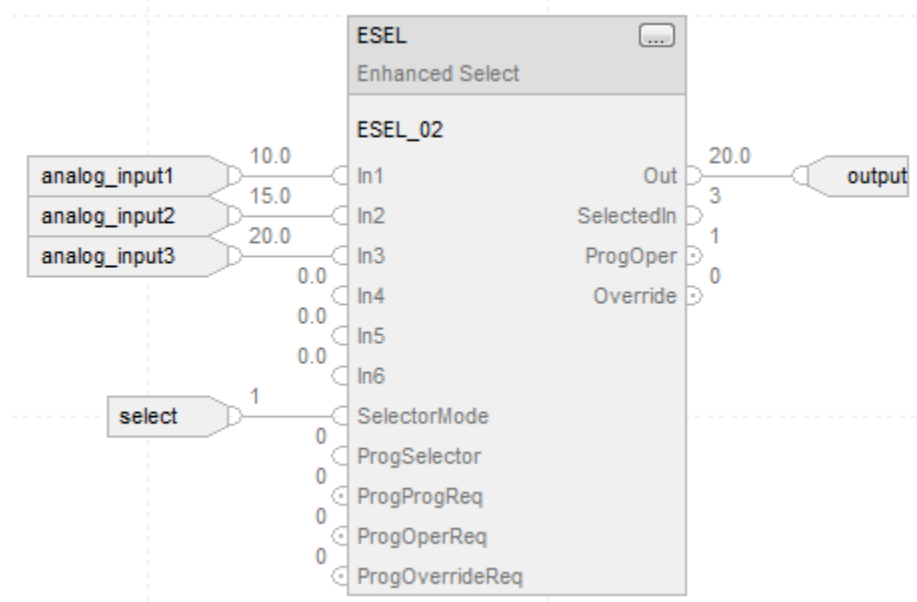 ESEL ...
Enhanced Select
ESEL_02
analog_input1 10.0 In1 Out 20.0 output
analog_input2 15.0 In2 SelectedIn 3
analog_input3 20.0 In3 ProgOper 1
0.0 In4 Override 0
0.0 In5
0.0 In6
select 1 SelectorMode
0 ProgSelector
0 ProgProgReq
0 ProgOperReq
0 ProgOverrideReq